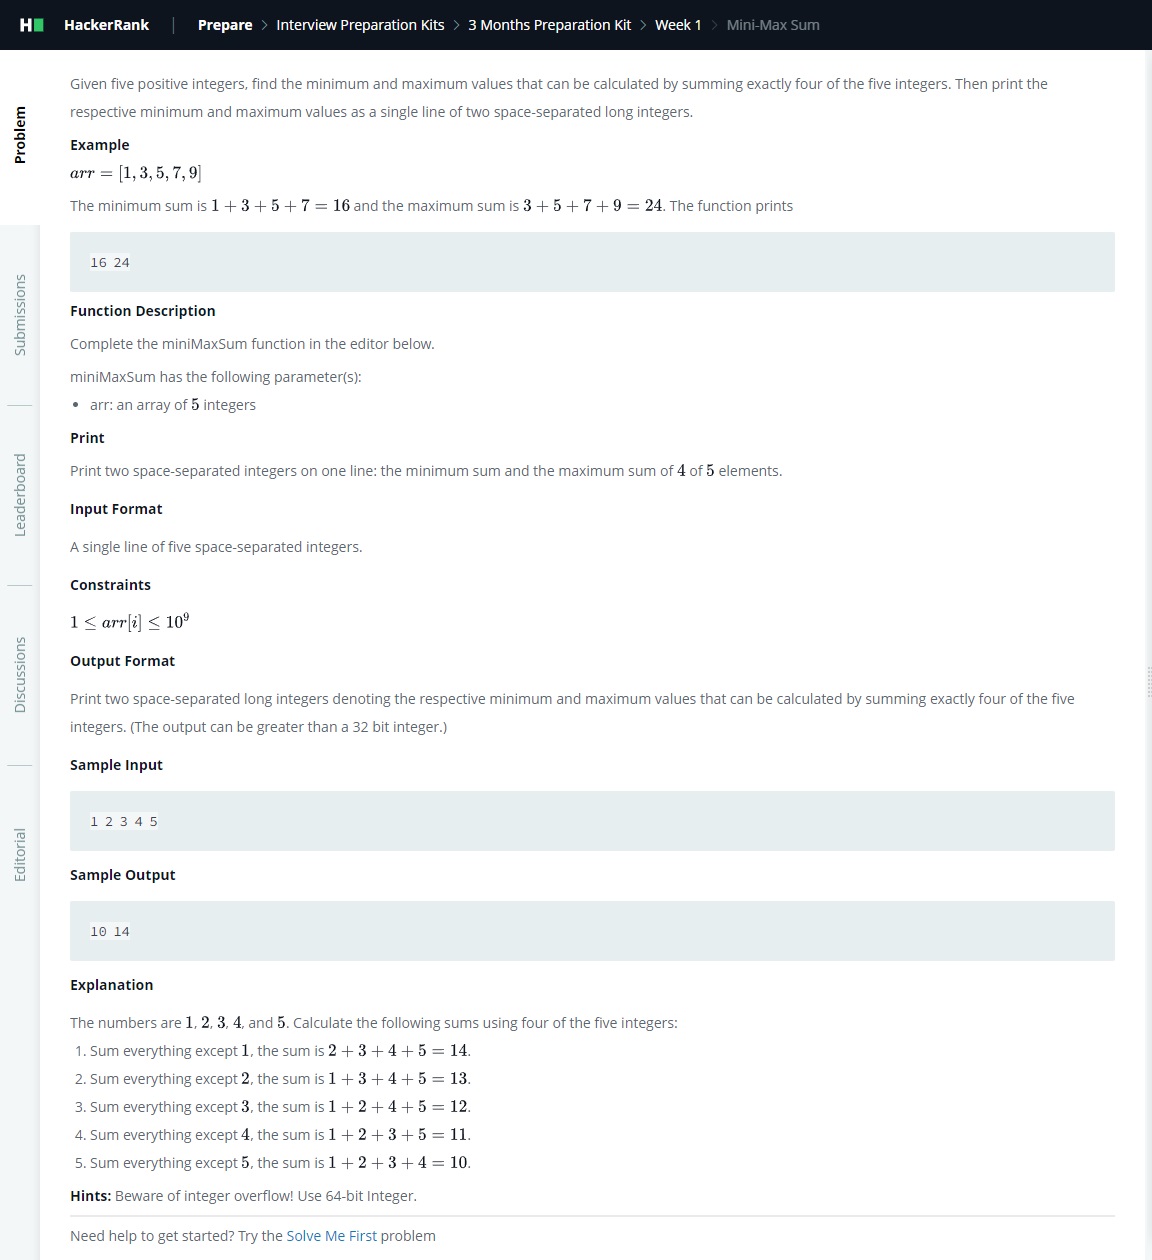 HackerRank | Prepare > Interview Preparation Kits > 3 Months Preparation Kit > Week 1 > Mini-Max Sum
Problem
Submissions
Leaderboard
Discussions
Editorial
Given five positive integers, find the minimum and maximum values that can be calculated by summing exactly four of the five integers. Then print the
respective minimum and maximum values as a single line of two space-separated long integers.
Example
arr = [1, 3, 5, 7, 9]
The minimum sum is 1 + 3 + 5 + 7 = 16 and the maximum sum is 3 + 5 + 7 + 9 = 24. The function prints
16 24
Function Description
Complete the miniMaxSum function in the editor below.
miniMaxSum has the following parameter(s):
• arr: an array of 5 integers
Print
Print two space-separated integers on one line: the minimum sum and the maximum sum of 4 of 5 elements.
Input Format
A single line of five space-separated integers.
Constraints
1 ≤ arr[i] ≤ 10⁹
Output Format
Print two space-separated long integers denoting the respective minimum and maximum values that can be calculated by summing exactly four of the five
integers. (The output can be greater than a 32 bit integer.)
Sample Input
1 2 3 4 5
Sample Output
10 14
Explanation
The numbers are 1, 2, 3, 4, and 5. Calculate the following sums using four of the five integers:
1. Sum everything except 1, the sum is 2 + 3 + 4 + 5 = 14.
2. Sum everything except 2, the sum is 1 + 3 + 4 + 5 = 13.
3. Sum everything except 3, the sum is 1 + 2 + 4 + 5 = 12.
4. Sum everything except 4, the sum is 1 + 2 + 3 + 5 = 11.
5. Sum everything except 5, the sum is 1 + 2 + 3 + 4 = 10.
Hints: Beware of integer overflow! Use 64-bit Integer.
Need help to get started? Try the Solve Me First problem